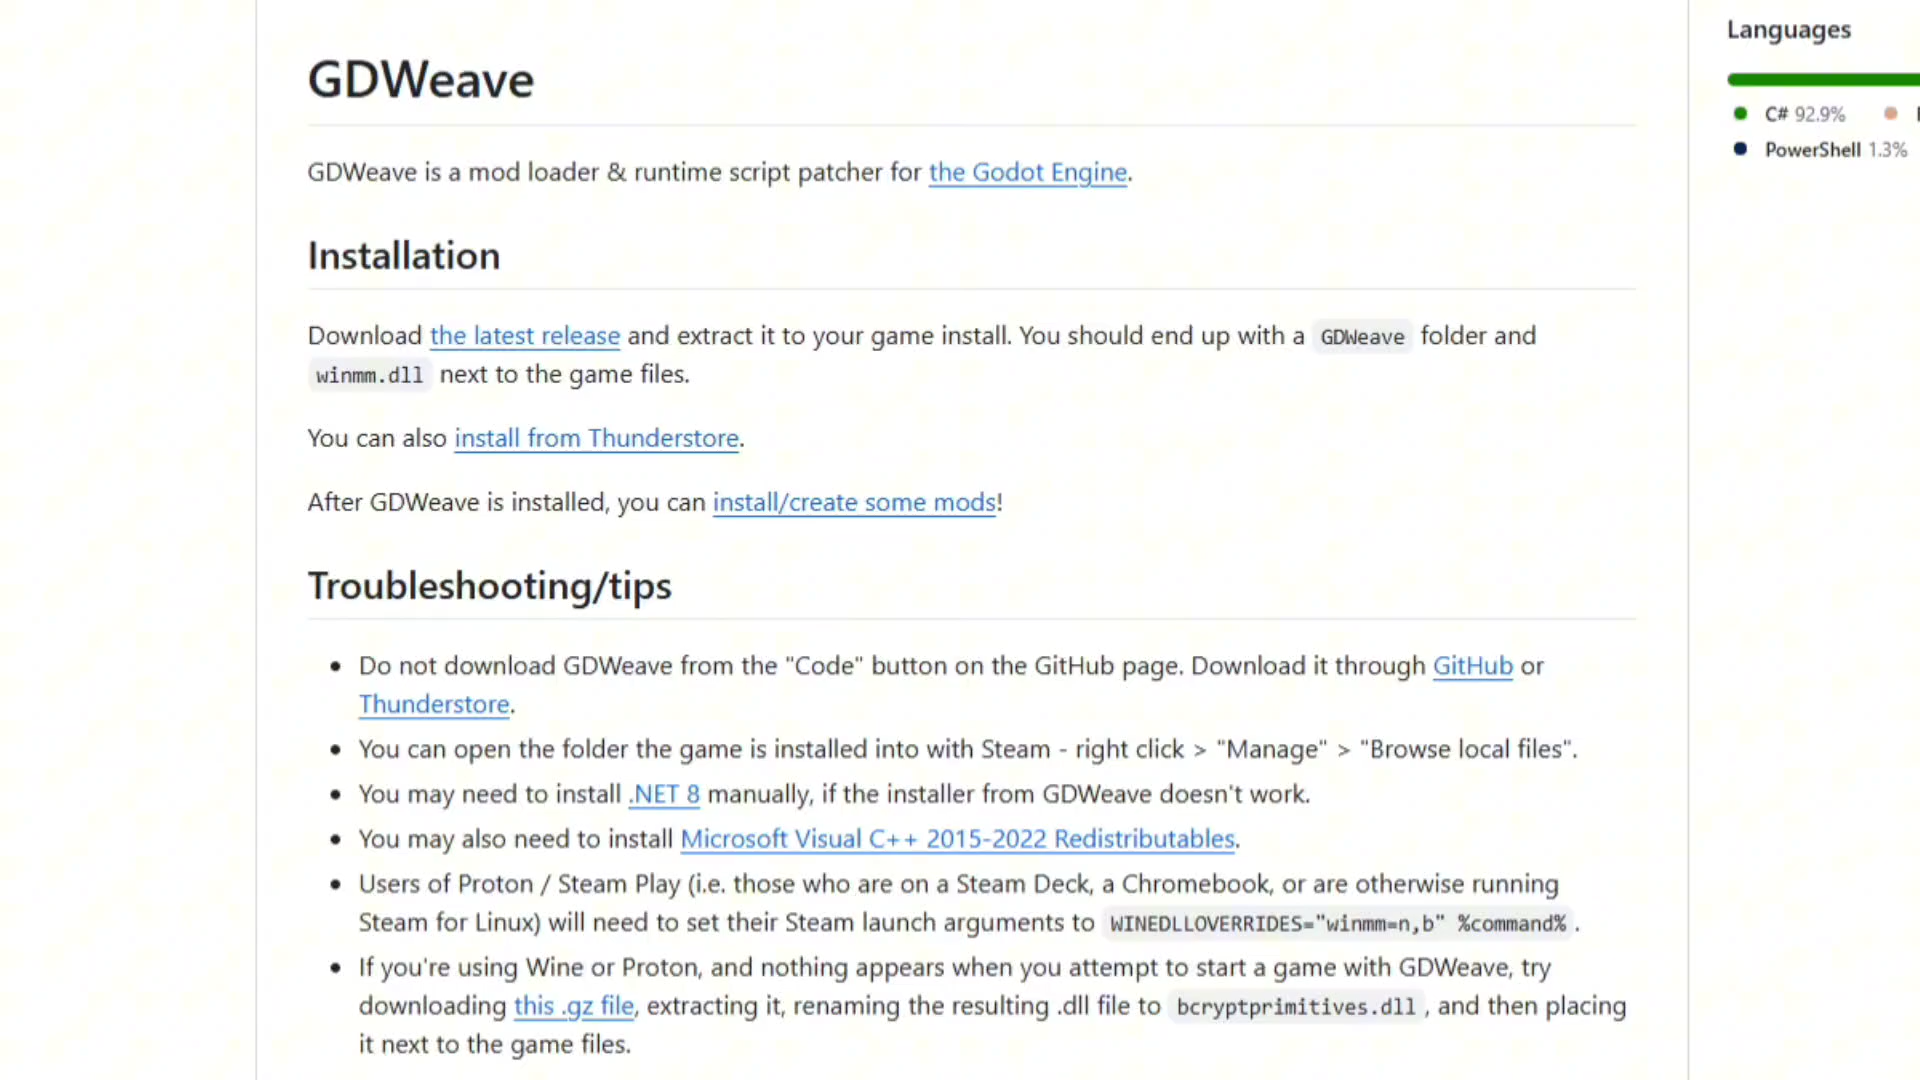 GDWeave
GDWeave is a mod loader & runtime script patcher for the Godot Engine.
Installation
Download the latest release and extract it to your game install. You should end up with a GDWeave folder and
winmm.dll next to the game files.
You can also install from Thunderstore.
After GDWeave is installed, you can install/create some mods!
Troubleshooting/tips
Do not download GDWeave from the "Code" button on the GitHub page. Download it through GitHub or
Thunderstore.
You can open the folder the game is installed into with Steam - right click > "Manage" > "Browse local files".
You may need to install .NET 8 manually, if the installer from GDWeave doesn't work.
You may also need to install Microsoft Visual C++ 2015-2022 Redistributables.
Users of Proton / Steam Play (i.e. those who are on a Steam Deck, a Chromebook, or are otherwise running
Steam for Linux) will need to set their Steam launch arguments to WINEDLLOVERRIDES="winmm=n,b" %command% .
If you're using Wine or Proton, and nothing appears when you attempt to start a game with GDWeave, try
downloading this .gz file, extracting it, renaming the resulting .dll file to bcryptprimitives.dll , and then placing
it next to the game files.
Languages
C# 92.9%
PowerShell 1.3%